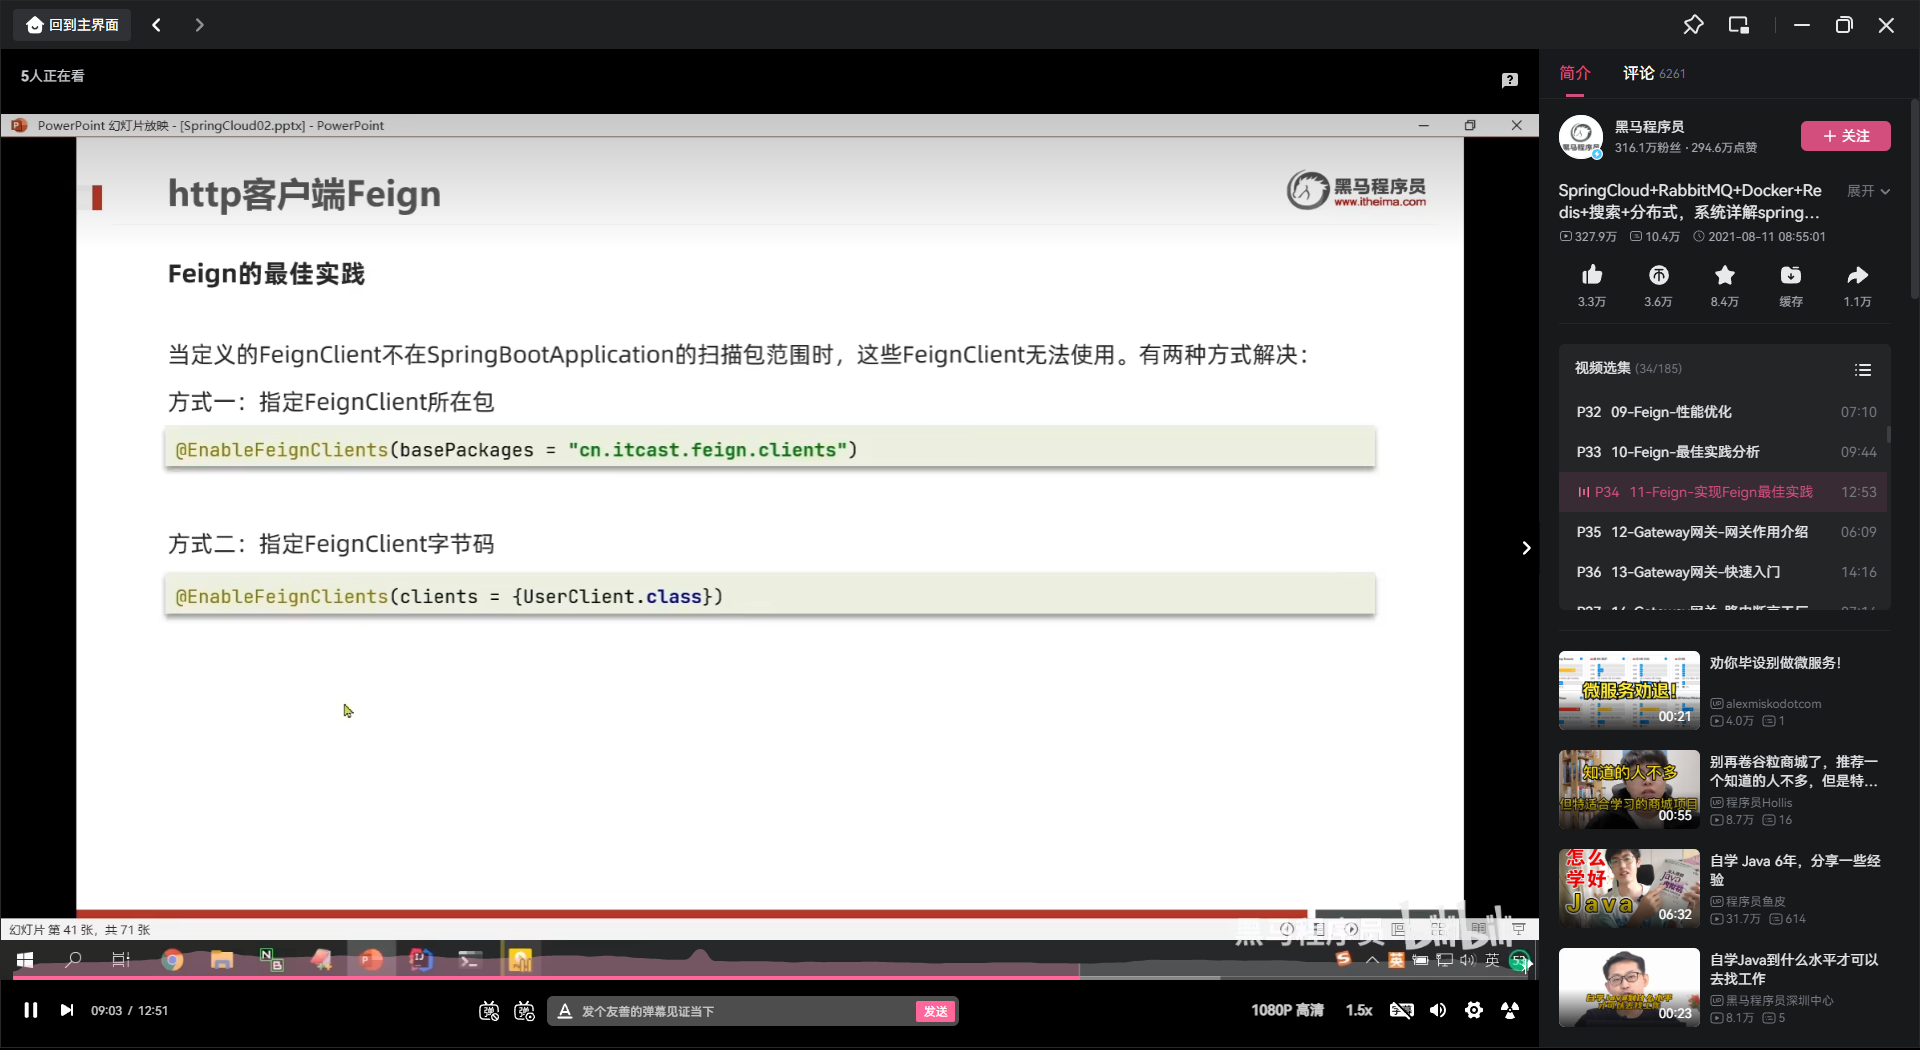 回到主界面
5人正在看
PowerPoint 幻灯片放映 - [SpringCloud02.pptx] - PowerPoint
http客户端Feign
黑马程序员
www.itheima.com
Feign的最佳实践
当定义的FeignClient不在SpringBootApplication的扫描包范围时，这些FeignClient无法使用。有两种方式解决：
方式一：指定FeignClient所在包
@EnableFeignClients(basePackages = "cn.itcast.feign.clients")
方式二：指定FeignClient字节码
@EnableFeignClients(clients = {UserClient.class})
幻灯片 第 41 张，共 71 张
黑马程序员 bilibili
英
09:03 / 12:51
发个友善的弹幕见证当下
发送
1080P 高清
1.5x
简介
评论 6261
黑马程序员
316.1万粉丝 · 294.6万点赞
+ 关注
SpringCloud+RabbitMQ+Docker+Re
dis+搜索+分布式，系统详解spring...
展开
327.9万 10.4万 2021-08-11 08:55:01
3.3万 3.6万 8.4万 缓存 1.1万
视频选集 (34/185)
P32 09-Feign-性能优化 07:10
P33 10-Feign-最佳实践分析 09:44
P34 11-Feign-实现Feign最佳实践 12:53
P35 12-Gateway网关-网关作用介绍 06:09
P36 13-Gateway网关-快速入门 14:16
微服务劝退！
00:21
劝你毕设别做微服务！
alexmiskodotcom
4.0万 1
知道的人不多
但特适合学习的商城项目
00:55
别再卷谷粒商城了，推荐一
个知道的人不多，但是特...
程序员Hollis
8.7万 16
怎么
学好
Java
06:32
自学 Java 6年，分享一些经
验
程序员鱼皮
31.7万 614
00:23
自学Java到什么水平才可以
去找工作
黑马程序员深圳中心
8.1万 5